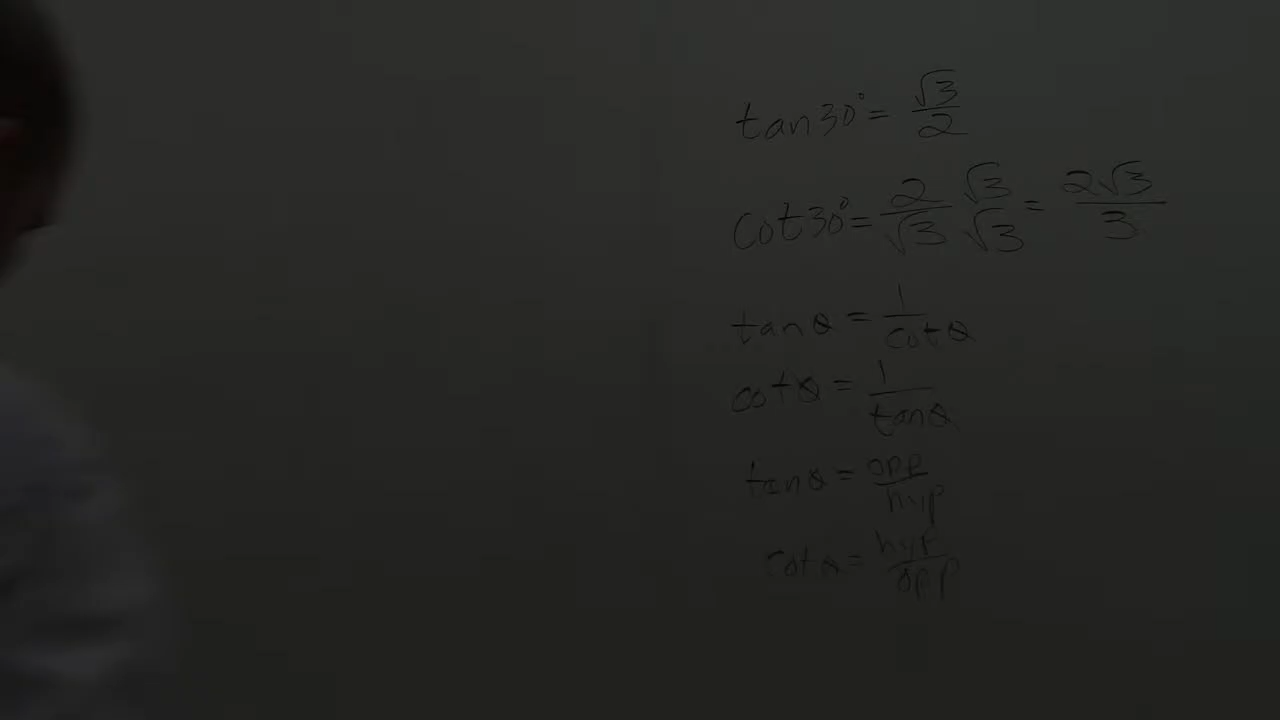 tan30° = √3/2
cot30° = 2/√3 √3/√3 = 2√3/3
tanθ = 1/cotθ
cotθ = 1/tanθ
tanθ = opp/hyp
cotθ = hyp/opp